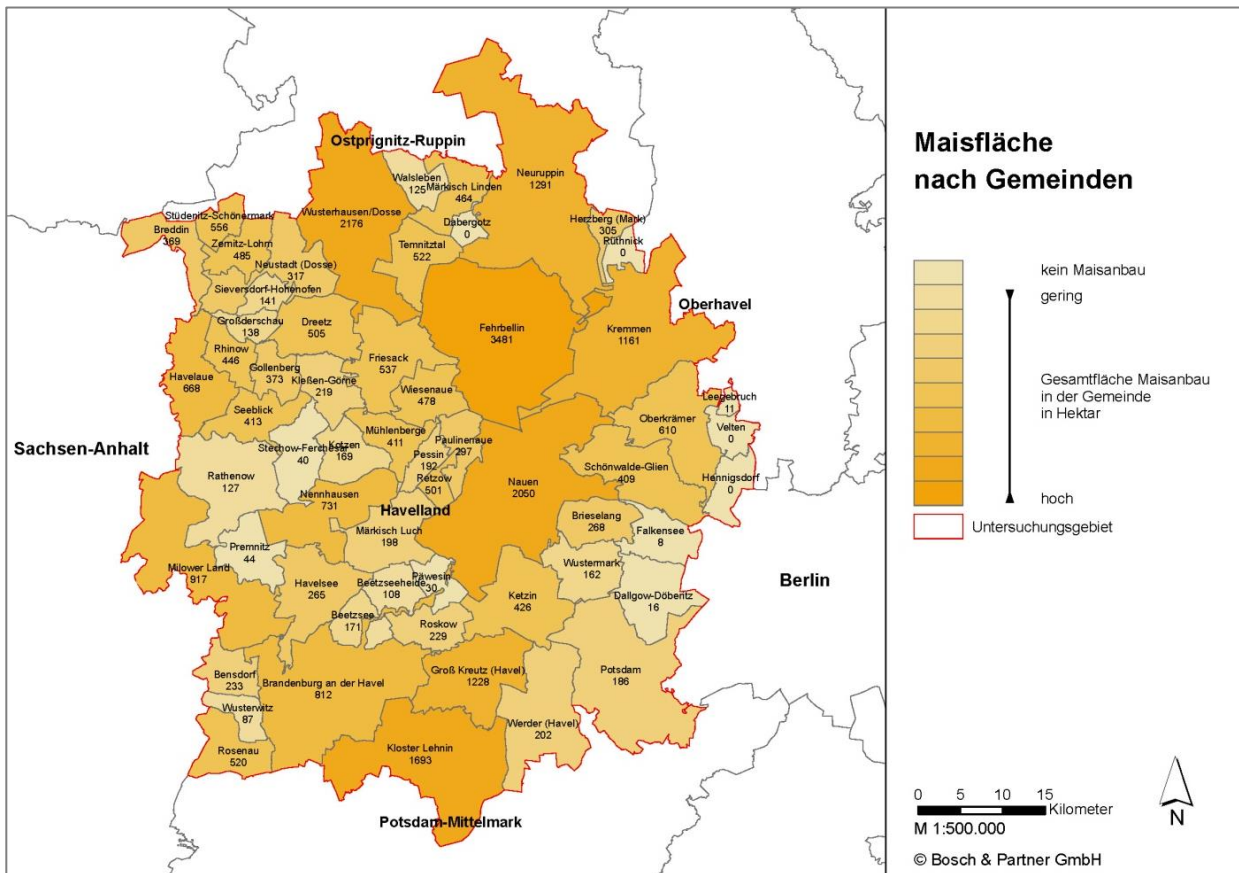 Ostprignitz-Ruppin
Walsleben
125
Märkisch Linden
464
Neuruppin
1291
Stüdenitz-Schönermark
556
Wusterhausen/Dosse
2176
Dabergotz
0
Herzberg (Mark)
305
Rüthnick
0
Breddin
369
Zernitz-Lohm
485
Temnitztal
522
Neustadt (Dosse)
317
Sieversdorf-Hohenofen
141
Oberhavel
Großderschau
138
Dreetz
505
Fehrbellin
3481
Kremmen
1161
Rhinow
446
Friesack
537
Gollenberg
373
Havelaue
668
Kleßen-Görne
219
Wiesenaue
478
Leegebruch
11
Seeblick
413
Oberkrämer
610
Velten
0
Mühlenberge
411
Paulinenaue
297
Sachsen-Anhalt
Stechow-Ferchesar
40
Kotzen
169
Pessin
192
Schönwalde-Glien
409
Rathenow
127
Retzow
501
Nauen
2050
Hennigsdorf
0
Nennhausen
731
Havelland
Brieselang
268
Falkensee
8
Märkisch Luch
198
Premnitz
44
Wustermark
162
Berlin
Milower Land
917
Havelsee
265
Beetzseeheide
108
Päwesin
30
Dallgow-Döberitz
16
Ketzin
426
Beetzsee
171
Roskow
229
Bensdorf
233
Brandenburg an der Havel
812
Groß Kreutz (Havel)
1228
Potsdam
186
Wusterwitz
87
Werder (Havel)
202
Rosenau
520
Kloster Lehnin
1693
Potsdam-Mittelmark
Maisfläche
nach Gemeinden
kein Maisanbau
gering
Gesamtfläche Maisanbau
in der Gemeinde
in Hektar
hoch
Untersuchungsgebiet
0 5 10 15
Kilometer
M 1:500.000
N
© Bosch & Partner GmbH